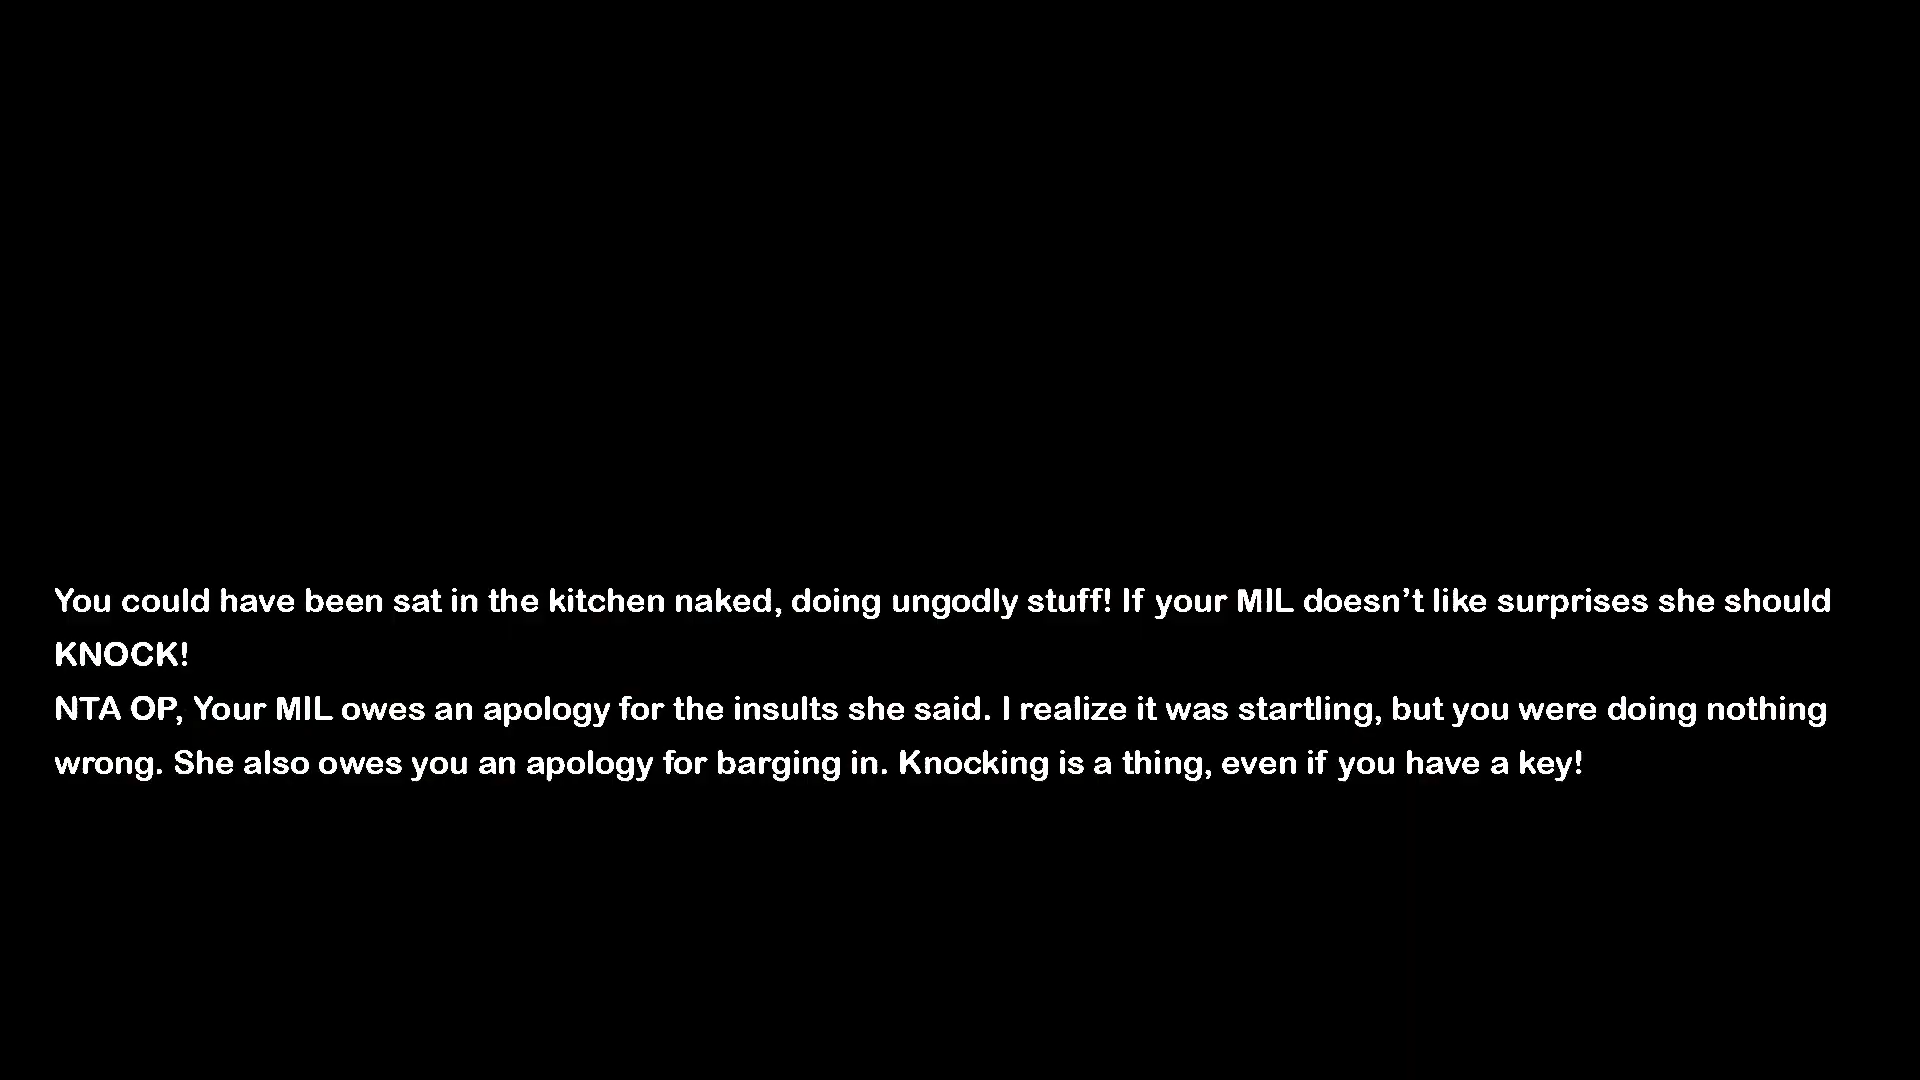 You could have been sat in the kitchen naked, doing ungodly stuff! If your MIL doesn’t like surprises she should
KNOCK!
NTA OP, Your MIL owes an apology for the insults she said. I realize it was startling, but you were doing nothing
wrong. She also owes you an apology for barging in. Knocking is a thing, even if you have a key!